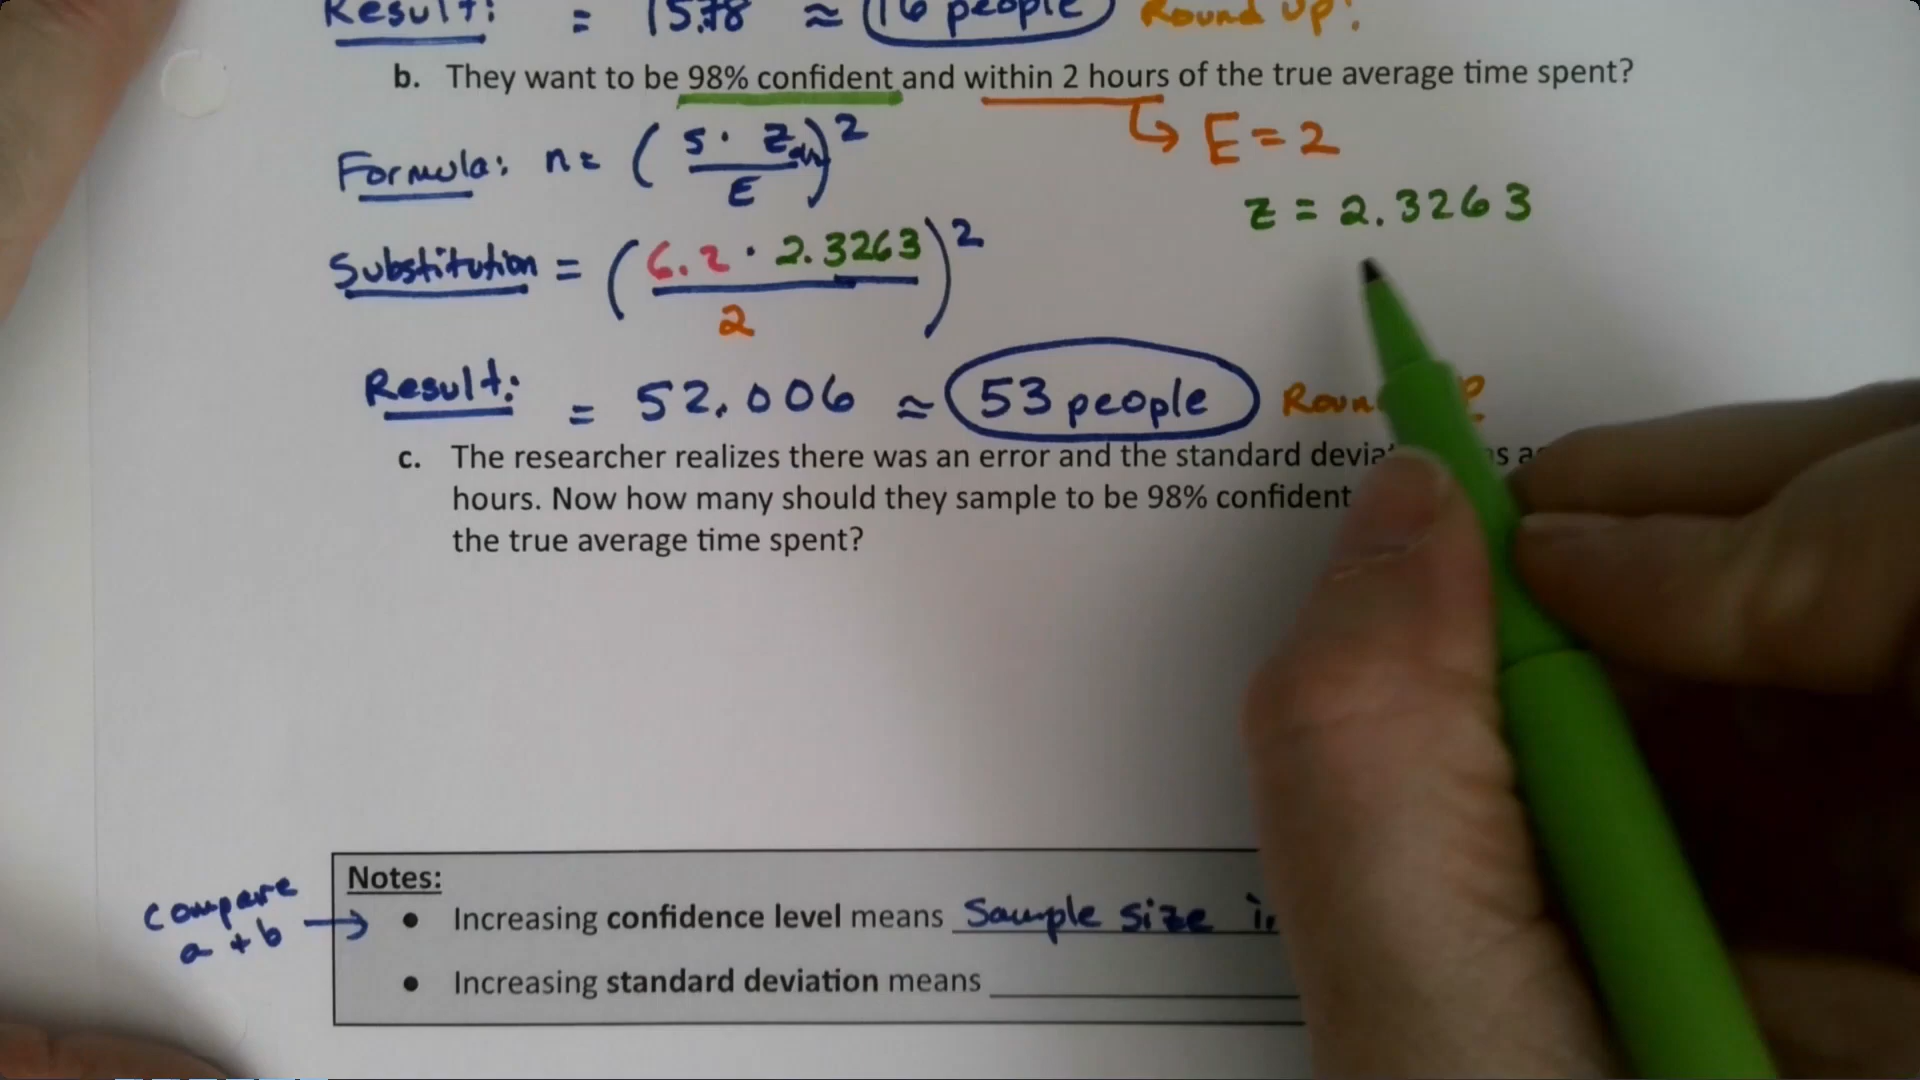 Result: = 15.78 ≈ 16 people Round Up!
b. They want to be 98% confident and within 2 hours of the true average time spent?
Formula: n = ( s · Zα/2 / E )² E = 2
Z = 2.3263
Substitution = ( 6.2 · 2.3263 / 2 )²
Result: = 52.006 ≈ 53 people
c. The researcher realizes there was an error and the standard
hours. Now how many should they sample to be 98% confident
the true average time spent?
Notes:
compare a + b → • Increasing confidence level means Sample size
• Increasing standard deviation means